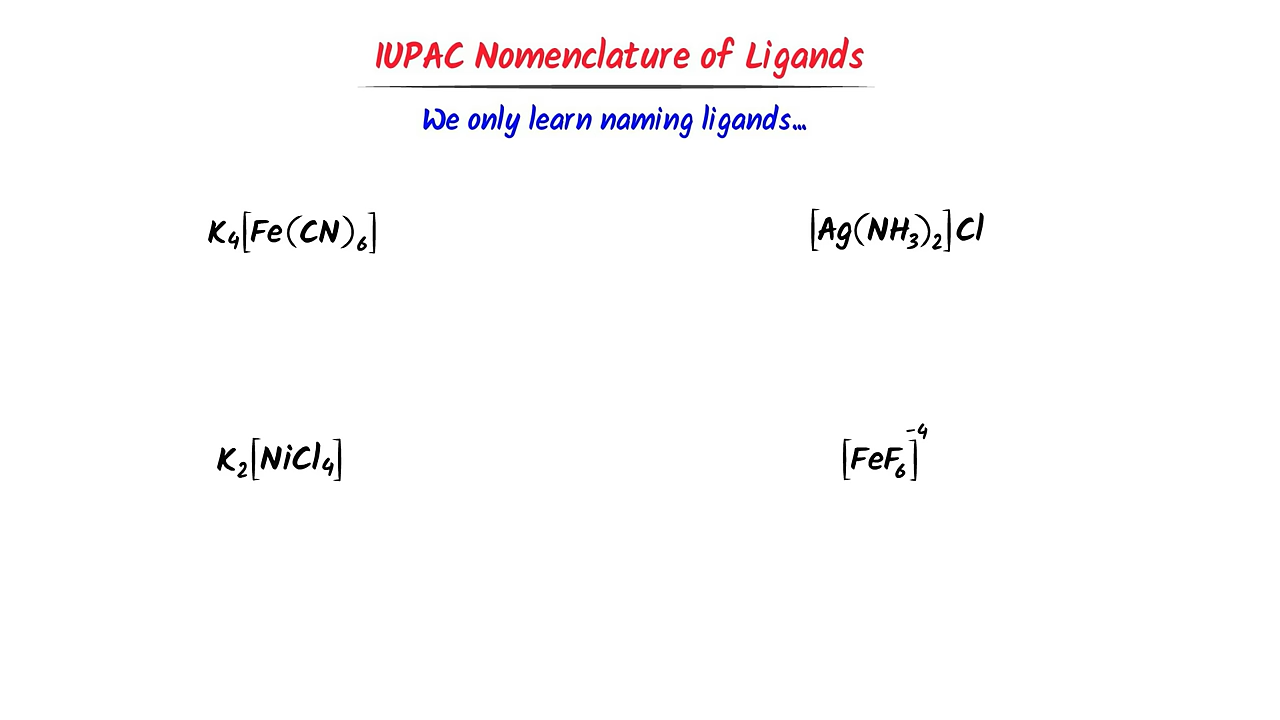 IUPAC Nomenclature of Ligands
We only learn naming ligands...
K₄[Fe(CN)₆]
[Ag(NH₃)₂]Cl
K₂[NiCl₄]
[FeF₆]⁻⁴